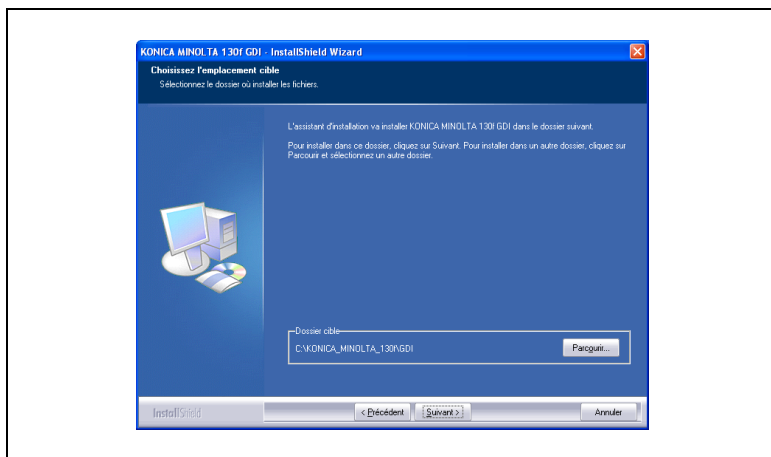 KONICA MINOLTA 130f GDI - InstallShield Wizard
Choisissez l'emplacement cible
Sélectionnez le dossier où installer les fichiers.
L'assistant d'installation va installer KONICA MINOLTA 130f GDI dans le dossier suivant.
Pour installer dans ce dossier, cliquez sur Suivant. Pour installer dans un autre dossier, cliquez sur
Parcourir et sélectionnez un autre dossier.
Dossier cible
C:\KONICA_MINOLTA_130f\GDI
Parcourir...
InstallShield
< Précédent
Suivant >
Annuler